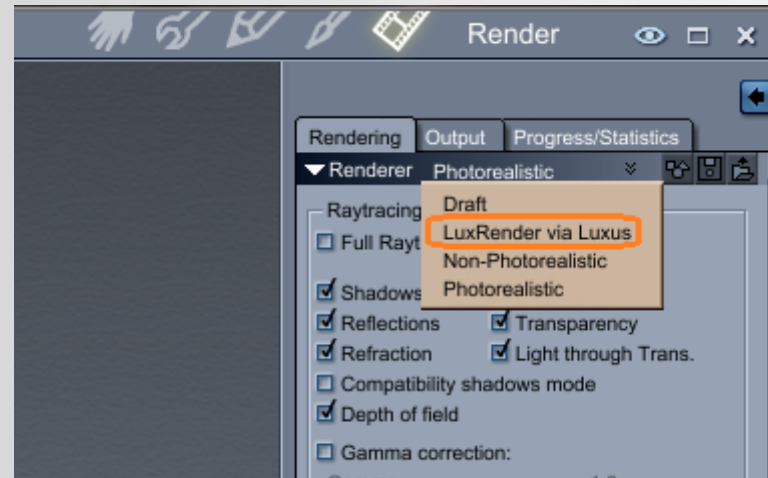 Render
Rendering Output Progress/Statistics
Renderer Photorealistic
Draft
Raytracing
LuxRender via Luxus
Full Rayt
Non-Photorealistic
Shadows Photorealistic
Reflections Transparency
Refraction Light through Trans.
Compatibility shadows mode
Depth of field
Gamma correction: